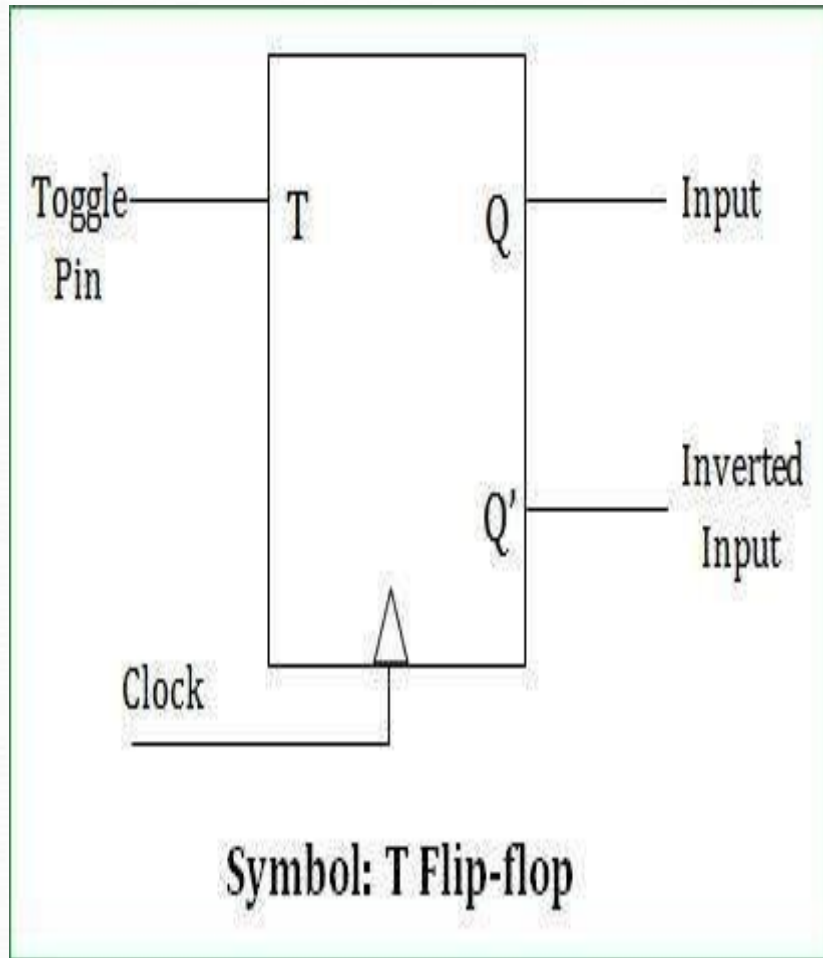 Toggle
Pin
T
Q
Input
Q'
Inverted
Input
Clock
Symbol: T Flip-flop